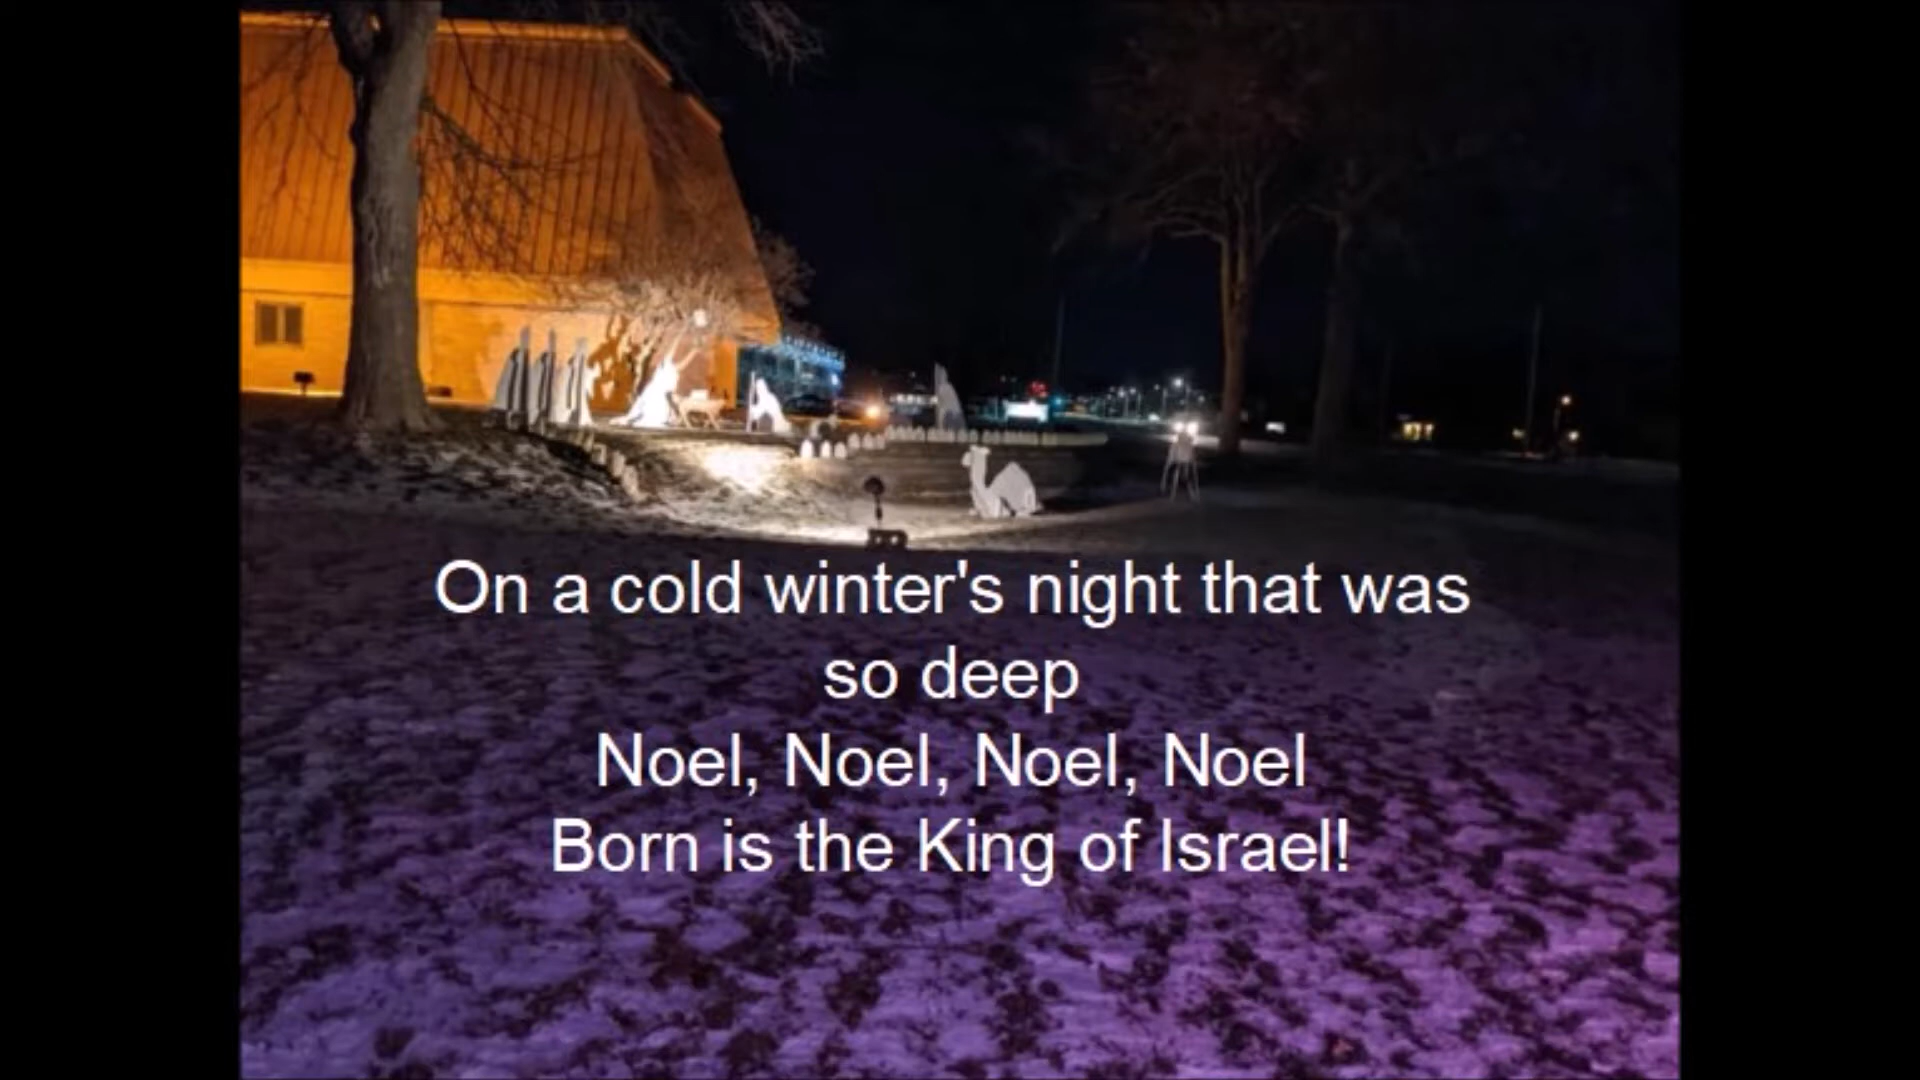 On a cold winter's night that was
so deep
Noel, Noel, Noel, Noel
Born is the King of Israel!